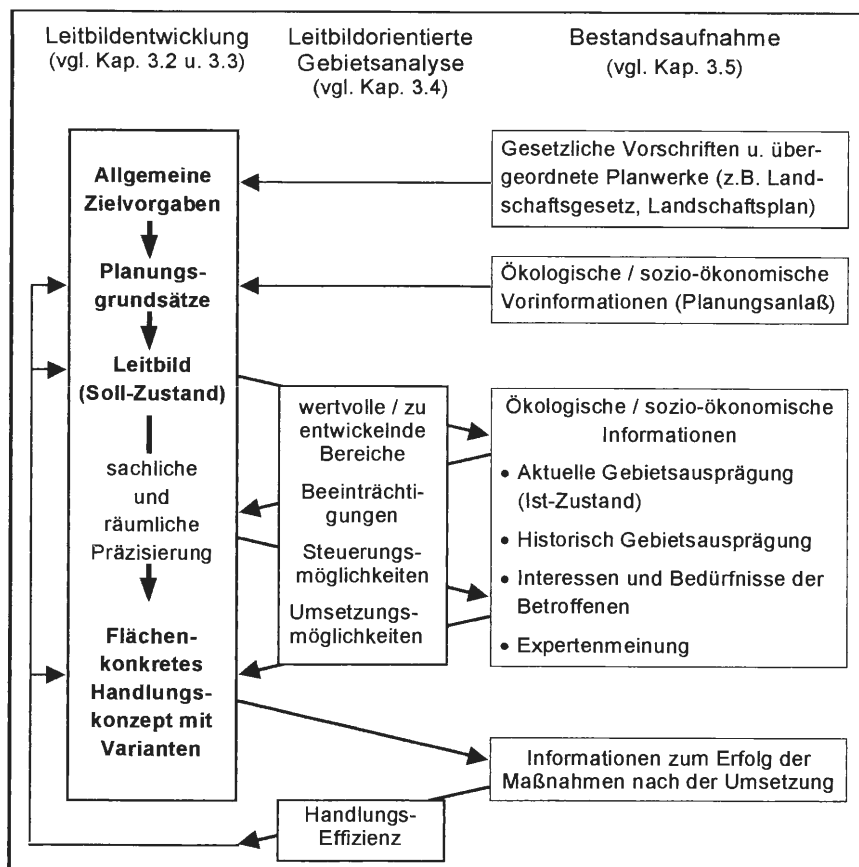 Leitbildentwicklung
(vgl. Kap. 3.2 u. 3.3)
Leitbildorientierte
Gebietsanalyse
(vgl. Kap. 3.4)
Bestandsaufnahme
(vgl. Kap. 3.5)
Allgemeine
Zielvorgaben
Planungs-
grundsätze
Leitbild
(Soll-Zustand)
sachliche
und
räumliche
Präzisierung
Flächen-
konkretes
Handlungs-
konzept mit
Varianten
wertvolle / zu
entwickelnde
Bereiche
Beeinträchti-
gungen
Steuerungs-
möglichkeiten
Umsetzungs-
möglichkeiten
Handlungs-
Effizienz
Gesetzliche Vorschriften u. über-
geordnete Planwerke (z.B. Land-
schaftsgesetz, Landschaftsplan)
Ökologische / sozio-ökonomische
Vorinformationen (Planungsanlaß)
Ökologische / sozio-ökonomische
Informationen
• Aktuelle Gebietsausprägung
(Ist-Zustand)
• Historisch Gebietsausprägung
• Interessen und Bedürfnisse der
Betroffenen
• Expertenmeinung
Informationen zum Erfolg der
Maßnahmen nach der Umsetzung